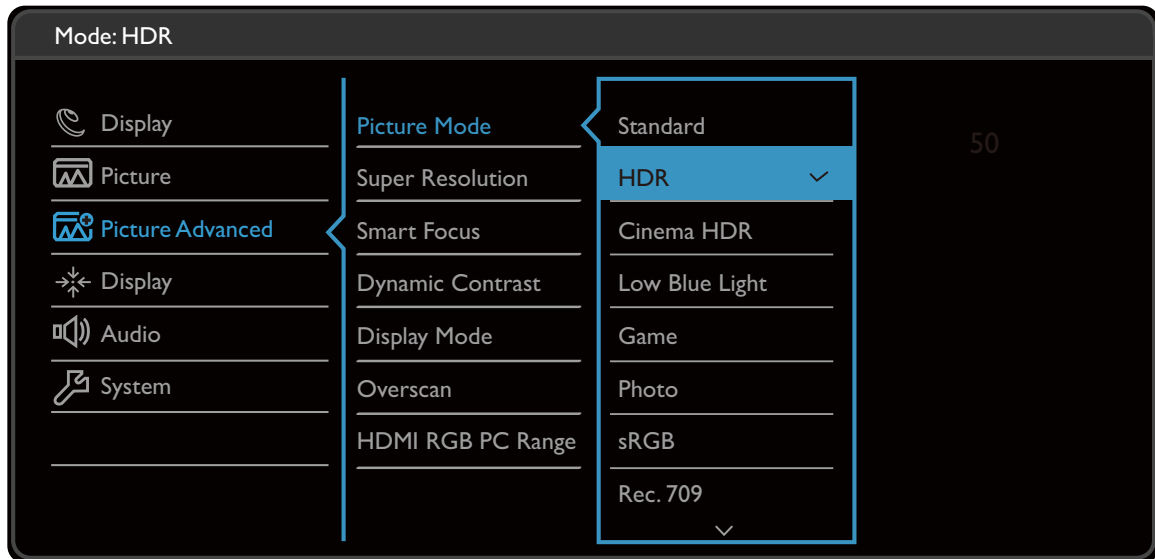 Mode: HDR
Display
Picture
Picture Advanced
Display
Audio
System
Picture Mode
Super Resolution
Smart Focus
Dynamic Contrast
Display Mode
Overscan
HDMI RGB PC Range
Standard
HDR
Cinema HDR
Low Blue Light
Game
Photo
sRGB
Rec. 709
50